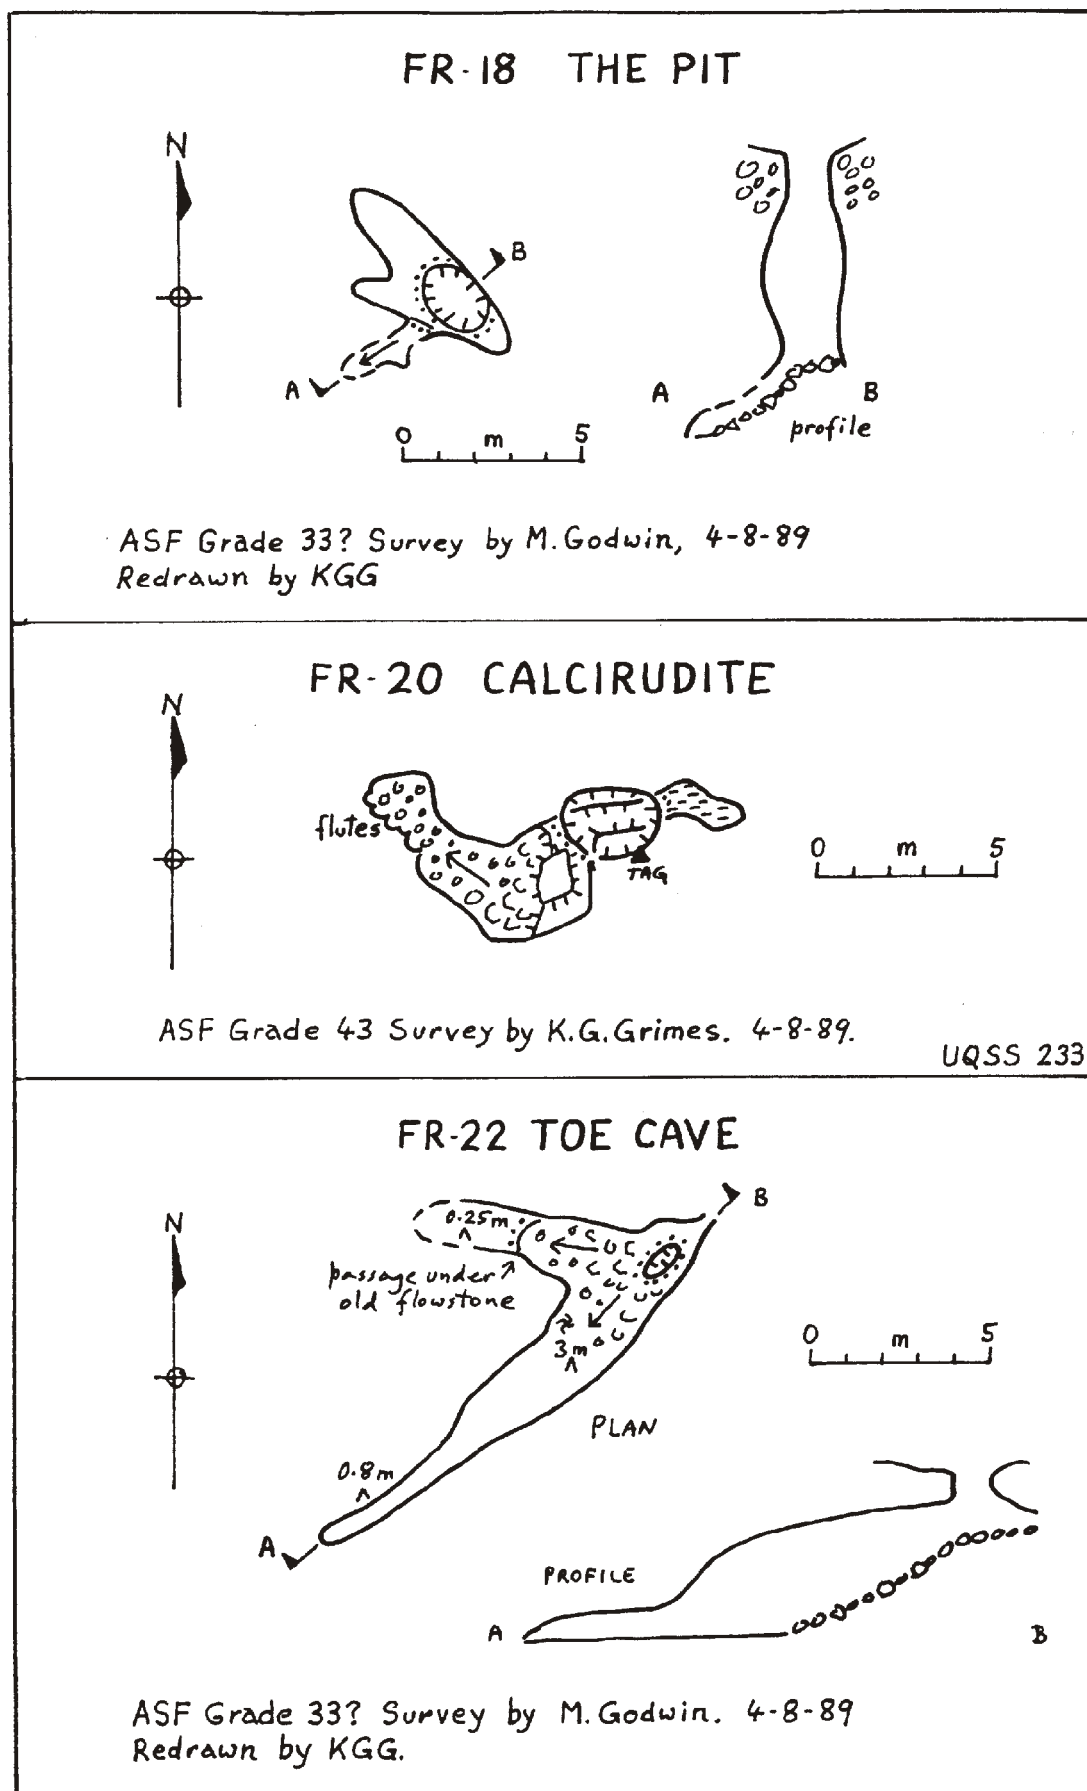 FR-18 THE PIT
N
B
A
0 m 5
A
B
profile
ASF Grade 33? Survey by M. Godwin, 4-8-89
Redrawn by KGG
FR-20 CALCIRUDITE
N
flutes
TAG
0 m 5
ASF Grade 43 Survey by K.G. Grimes. 4-8-89.
UQSS 233
FR-22 TOE CAVE
B
N
0.25m
passage under
old flowstone
3m
0 m 5
PLAN
0.8m
A
PROFILE
A
B
ASF Grade 33? Survey by M. Godwin. 4-8-89
Redrawn by KGG.